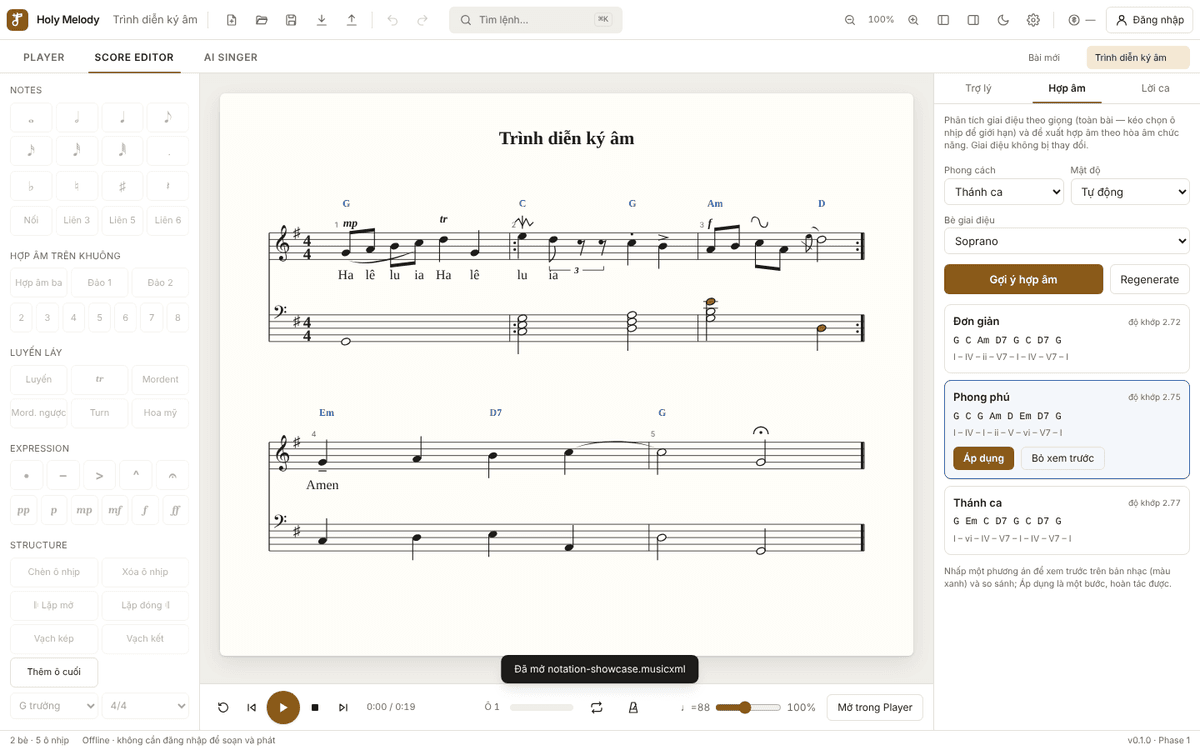 Holy Melody Trình diễn ký âm Tìm lệnh... ⌘K 100% — Đăng nhập
PLAYER SCORE EDITOR AI SINGER Bài mới Trình diễn ký âm
NOTES
Nối Liên 3 Liên 5 Liên 6
HỢP ÂM TRÊN KHUÔNG
Hợp âm ba Đảo 1 Đảo 2
2 3 4 5 6 7 8
LUYẾN LÁY
Luyến tr Mordent
Mord. ngược Turn Hoa mỹ
EXPRESSION
pp p mp mf f ff
STRUCTURE
Chèn ô nhịp Xóa ô nhịp
Lặp mở Lặp đóng
Vạch kép Vạch kết
Thêm ô cuối
G trưởng 4/4
Trình diễn ký âm
G C G Am D
1 mp tr 2 3 f
4 4
3
Ha lê lu ia Ha lê lu ia
4 4
Em D7 G
4 5
Amen
Đã mở notation-showcase.musicxml
0:00 / 0:19 Ô 1 ♩=88 100% Mở trong Player
Trợ lý Hợp âm Lời ca
Phân tích giai điệu theo giọng (toàn bài — kéo chọn ô
nhịp để giới hạn) và đề xuất hợp âm theo hòa âm chức
năng. Giai điệu không bị thay đổi.
Phong cách Mật độ
Thánh ca Tự động
Bè giai điệu
Soprano
Gợi ý hợp âm Regenerate
Đơn giản độ khớp 2.72
G C Am D7 G C D7 G
I – IV – ii – V7 – I – IV – V7 – I
Phong phú độ khớp 2.75
G C G Am D Em D7 G
I – IV – I – ii – V – vi – V7 – I
Áp dụng Bỏ xem trước
Thánh ca độ khớp 2.77
G Em C D7 G C D7 G
I – vi – IV – V7 – I – IV – V7 – I
Nhấp một phương án để xem trước trên bản nhạc (màu
xanh) và so sánh; Áp dụng là một bước, hoàn tác được.
2 bè · 5 ô nhịp Offline · không cần đăng nhập để soạn và phát v0.1.0 · Phase 1